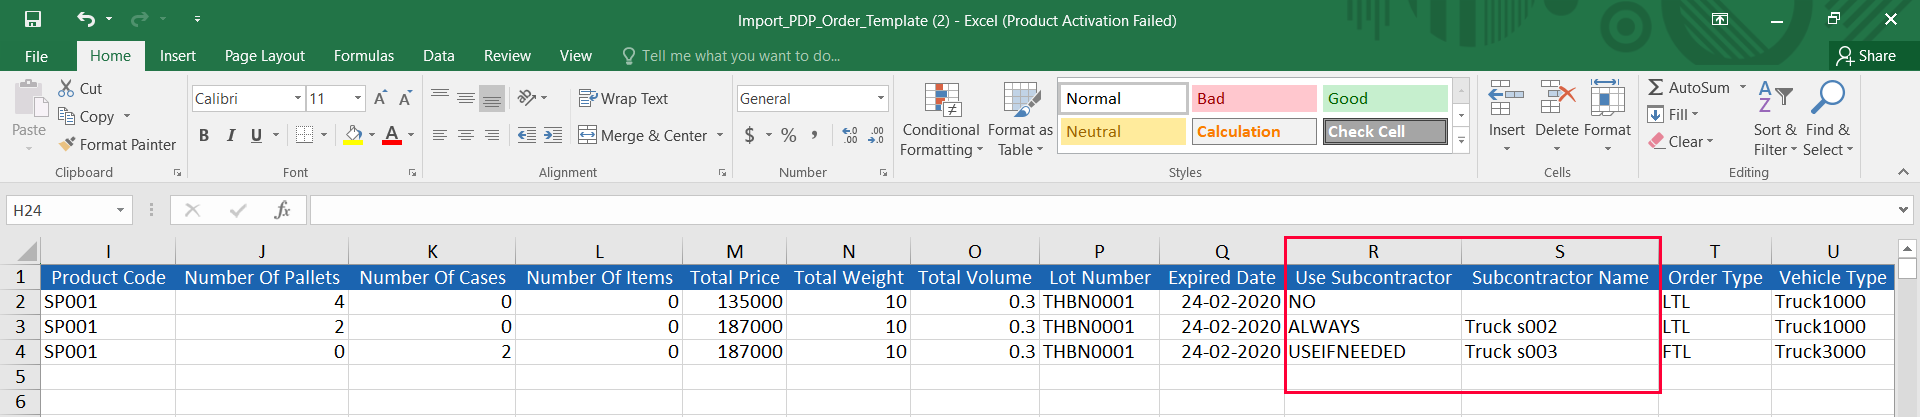 Import_PDP_Order_Template (2) - Excel (Product Activation Failed)
File Home Insert Page Layout Formulas Data Review View Tell me what you want to do... Share
Paste
Cut
Copy
Format Painter
Clipboard
Calibri 11 A A
B I U A
Font
Wrap Text
Merge & Center
Alignment
General
$ % , .0 .00 .00 .0
Number
Conditional Formatting
Format as Table
Normal Bad Good
Neutral Calculation Check Cell
Styles
Insert Delete Format
Cells
AutoSum
Fill
Clear
Sort & Filter
Find & Select
Editing
H24 fx
I J K L M N O P Q R S T U
1 Product Code Number Of Pallets Number Of Cases Number Of Items Total Price Total Weight Total Volume Lot Number Expired Date Use Subcontractor Subcontractor Name Order Type Vehicle Type
2 SP001 4 0 0 135000 10 0.3 THBN0001 24-02-2020 NO LTL Truck1000
3 SP001 2 0 0 187000 10 0.3 THBN0001 24-02-2020 ALWAYS Truck s002 LTL Truck1000
4 SP001 0 2 0 187000 10 0.3 THBN0001 24-02-2020 USEIFNEEDED Truck s003 FTL Truck3000
5
6